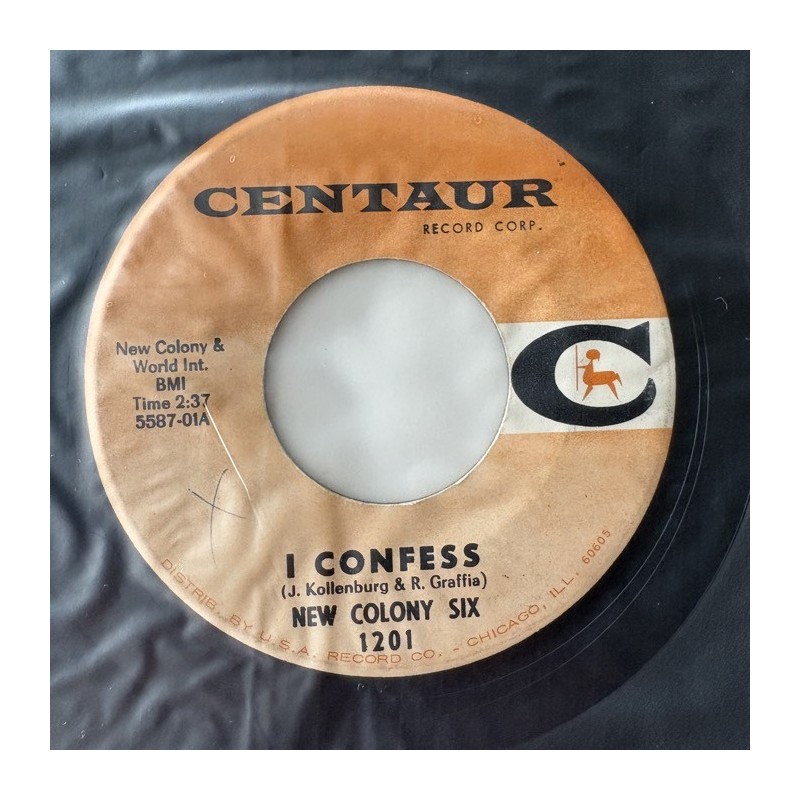 CENTAUR
RECORD CORP.
New Colony &
World Int.
BMI
Time 2:37
5587-01A
C
X
I CONFESS
(J. Kollenburg & R. Graffia)
NEW COLONY SIX
1201
DISTRIB. BY U.S.A. RECORD CO. - CHICAGO, ILL. 60605